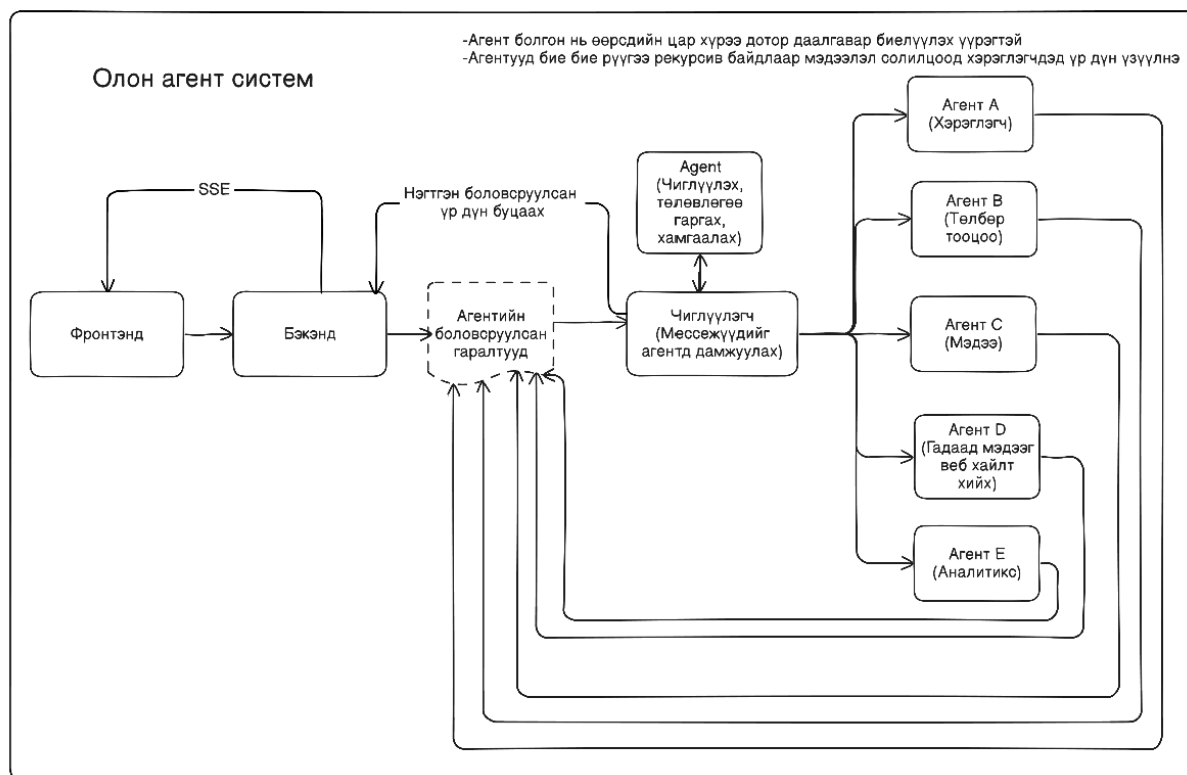 -Агент болгон нь өөрсдийн цар хүрээ дотор даалгавар биелүүлэх үүрэгтэй
-Агентууд бие бие рүүгээ рекурсив байдлаар мэдээлэл солилцоод хэрэглэгчдэд үр дүн үзүүлнэ
Олон агент систем
SSE
Нэгтгэн боловсруулсан
үр дүн буцаах
Agent
(Чиглүүлэх,
төлөвлөгөө
гаргах,
хамгаалах)
Фронтэнд
Бэкэнд
Агентийн
боловсруулсан
гаралтууд
Чиглүүлэгч
(Мессежүүдийг
агентд дамжуулах)
Агент A
(Хэрэглэгч)
Агент B
(Төлбөр
тооцоо)
Агент C
(Мэдээ)
Агент D
(Гадаад мэдээг
веб хайлт
хийх)
Агент E
(Аналитикс)